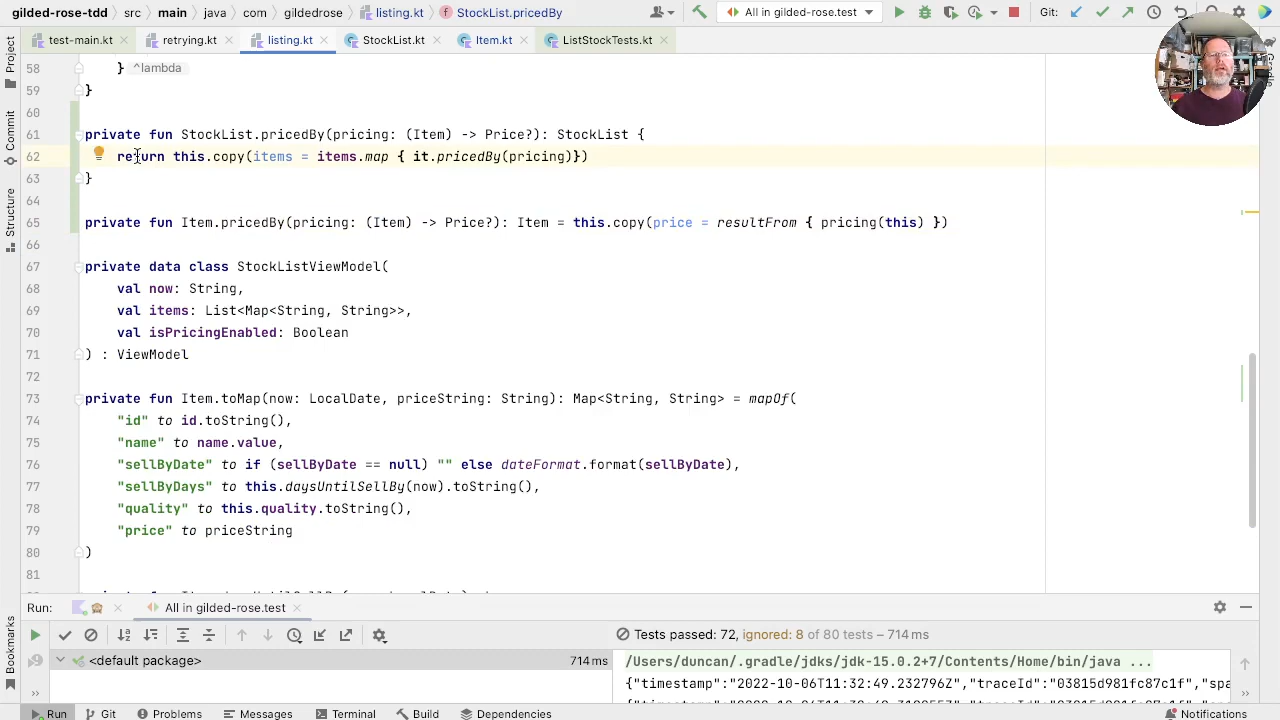 gilded-rose-tdd › src › main › java › com › gildedrose › listing.kt › StockList.pricedBy
All in gilded-rose.test
Git:
test-main.kt
retrying.kt
listing.kt
StockList.kt
Item.kt
ListStockTests.kt
Project
Commit
Structure
Bookmarks
Gradle
58 } ^lambda
59 }
60
61 private fun StockList.pricedBy(pricing: (Item) -> Price?): StockList {
62 return this.copy(items = items.map { it.pricedBy(pricing)})
63 }
64
65 private fun Item.pricedBy(pricing: (Item) -> Price?): Item = this.copy(price = resultFrom { pricing(this) })
66
67 private data class StockListViewModel(
68 val now: String,
69 val items: List<Map<String, String>>,
70 val isPricingEnabled: Boolean
71 ) : ViewModel
72
73 private fun Item.toMap(now: LocalDate, priceString: String): Map<String, String> = mapOf(
74 "id" to id.toString(),
75 "name" to name.value,
76 "sellByDate" to if (sellByDate == null) "" else dateFormat.format(sellByDate),
77 "sellByDays" to this.daysUntilSellBy(now).toString(),
78 "quality" to this.quality.toString(),
79 "price" to priceString
80 )
81
Run: All in gilded-rose.test
Tests passed: 72, ignored: 8 of 80 tests – 714 ms
<default package> 714 ms
/Users/duncan/.gradle/jdks/jdk-15.0.2+7/Contents/Home/bin/java ...
{"timestamp":"2022-10-06T11:32:49.232796Z","traceId":"03815d981fc87c1f","spa
Run
Git
Problems
Messages
Terminal
Build
Dependencies
Notifications